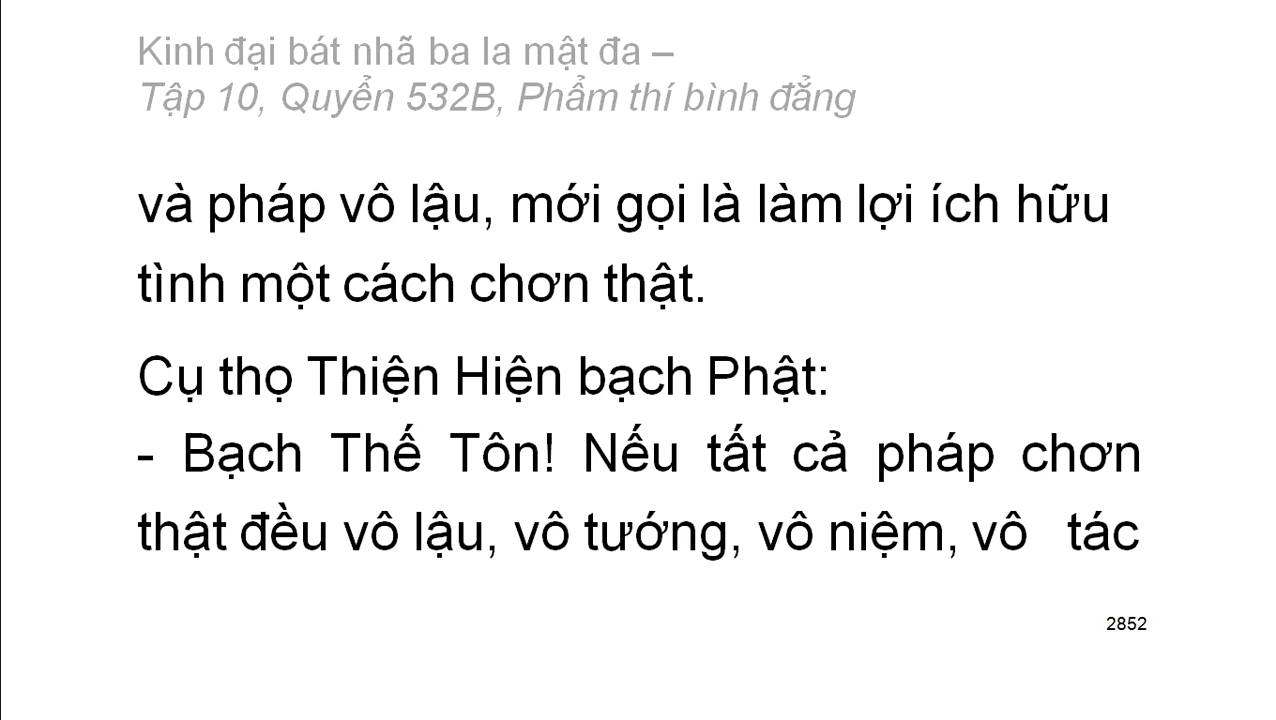 Kinh đại bát nhã ba la mật đa –
Tập 10, Quyển 532B, Phẩm thí bình đẳng
và pháp vô lậu, mới gọi là làm lợi ích hữu
tình một cách chơn thật.
Cụ thọ Thiện Hiện bạch Phật:
- Bạch Thế Tôn! Nếu tất cả pháp chơn
thật đều vô lậu, vô tướng, vô niệm, vô tác
2852